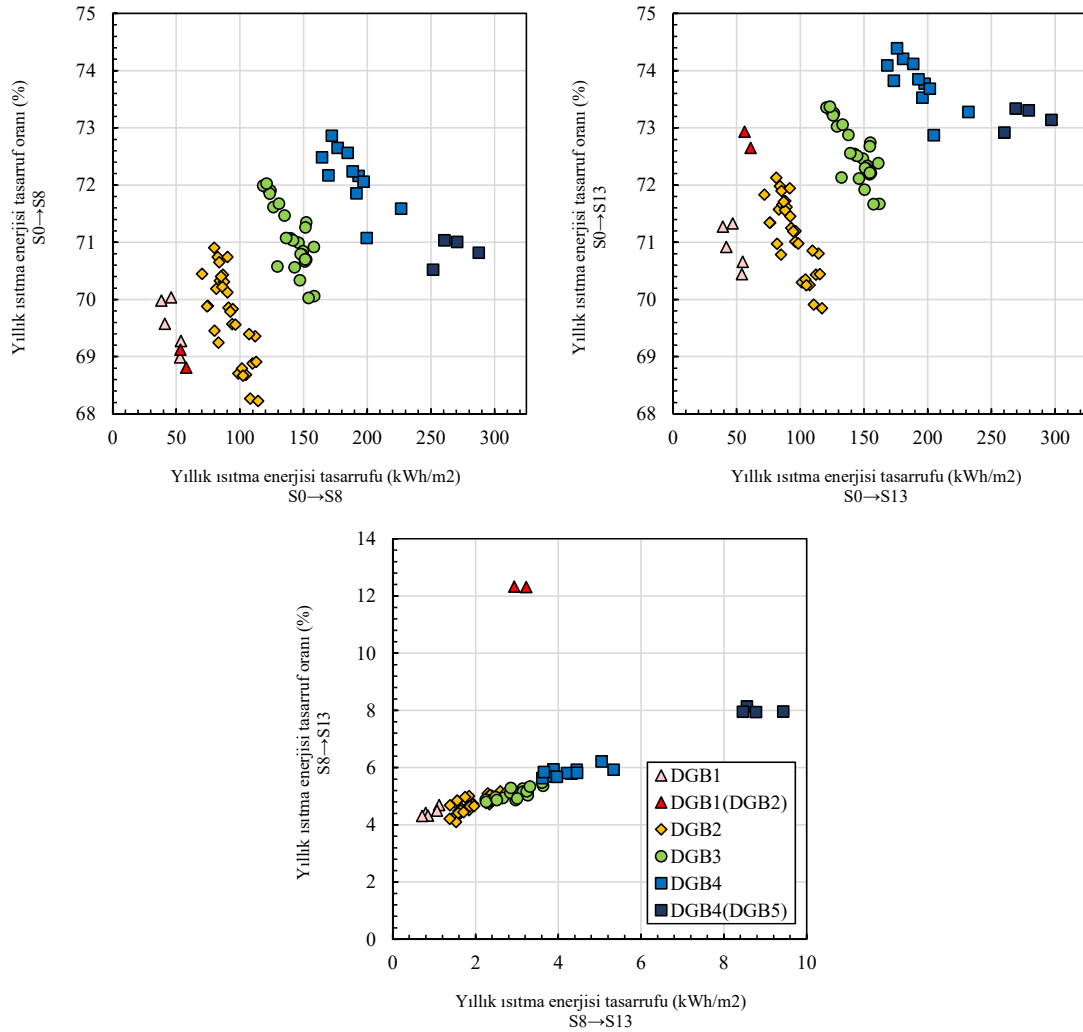 75
74
73
72
71
70
69
68
0 50 100 150 200 250 300
Yıllık ısıtma enerjisi tasarruf oranı (%)
S0→S8
Yıllık ısıtma enerjisi tasarrufu (kWh/m2)
S0→S8
75
74
73
72
71
70
69
68
0 50 100 150 200 250 300
Yıllık ısıtma enerjisi tasarruf oranı (%)
S0→S13
Yıllık ısıtma enerjisi tasarrufu (kWh/m2)
S0→S13
14
12
10
8
6
4
2
0
0 2 4 6 8 10
Yıllık ısıtma enerjisi tasarruf oranı (%)
S8→S13
Yıllık ısıtma enerjisi tasarrufu (kWh/m2)
S8→S13
DGB1
DGB1(DGB2)
DGB2
DGB3
DGB4
DGB4(DGB5)